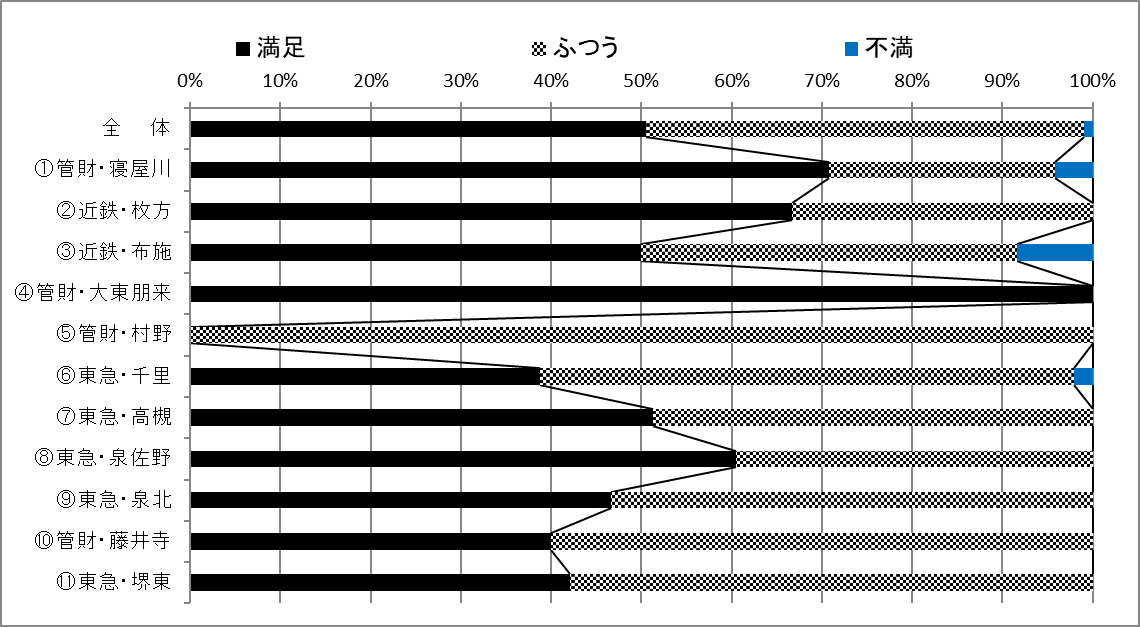 満足 ふつう 不満
0% 10% 20% 30% 40% 50% 60% 70% 80% 90% 100%
全 体
①管財・寝屋川
②近鉄・枚方
③近鉄・布施
④管財・大東朋来
⑤管財・村野
⑥東急・千里
⑦東急・高槻
⑧東急・泉佐野
⑨東急・泉北
⑩管財・藤井寺
⑪東急・堺東